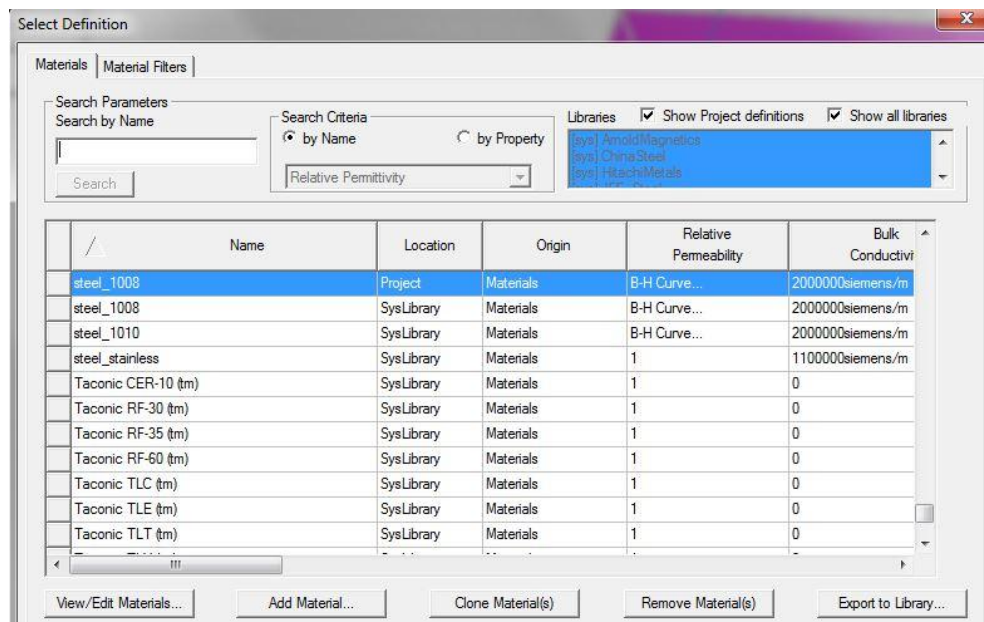 Select Definition
Materials Material Filters
Search Parameters
Search by Name
Search
Search Criteria
by Name by Property
Relative Permittivity
Libraries Show Project definitions Show all libraries
[sys] ArnoldMagnetics
[sys] ChinaSteel
[sys] HitachiMetals
Name Location Origin Relative Permeability Bulk Conductivi
steel_1008 Project Materials B-H Curve... 2000000siemens/m
steel_1008 SysLibrary Materials B-H Curve... 2000000siemens/m
steel_1010 SysLibrary Materials B-H Curve... 2000000siemens/m
steel_stainless SysLibrary Materials 1 1100000siemens/m
Taconic CER-10 (tm) SysLibrary Materials 1 0
Taconic RF-30 (tm) SysLibrary Materials 1 0
Taconic RF-35 (tm) SysLibrary Materials 1 0
Taconic RF-60 (tm) SysLibrary Materials 1 0
Taconic TLC (tm) SysLibrary Materials 1 0
Taconic TLE (tm) SysLibrary Materials 1 0
Taconic TLT (tm) SysLibrary Materials 1 0
View/Edit Materials... Add Material... Clone Material(s) Remove Material(s) Export to Library...